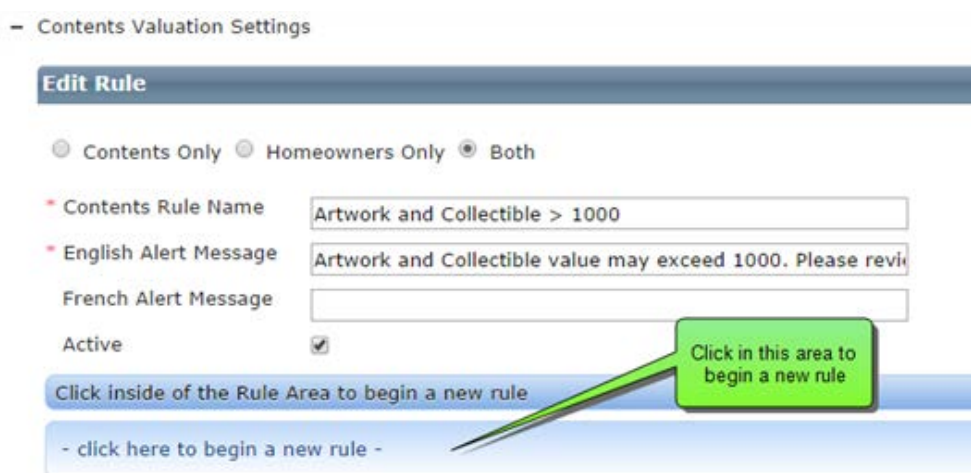 – Contents Valuation Settings
Edit Rule
Contents Only Homeowners Only Both
* Contents Rule Name Artwork and Collectible > 1000
* English Alert Message Artwork and Collectible value may exceed 1000. Please
French Alert Message
Active
Click in this area to
begin a new rule
Click inside of the Rule Area to begin a new rule
- click here to begin a new rule -